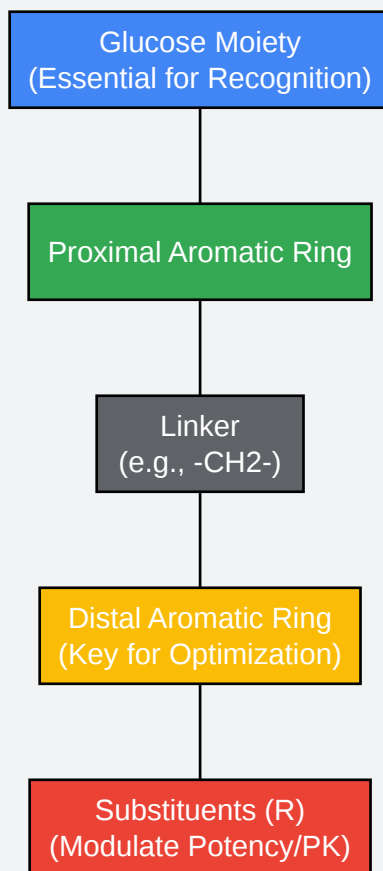 Glucose Moiety
(Essential for Recognition)
Proximal Aromatic Ring
Linker
(e.g., -CH2-)
Distal Aromatic Ring
(Key for Optimization)
Substituents (R)
(Modulate Potency/PK)